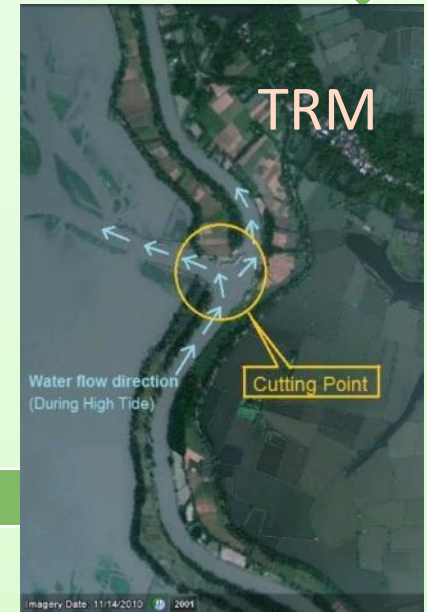 TRM
Water flow direction
(During High Tide)
Cutting Point
Imagery Date: 11/14/2010 2001